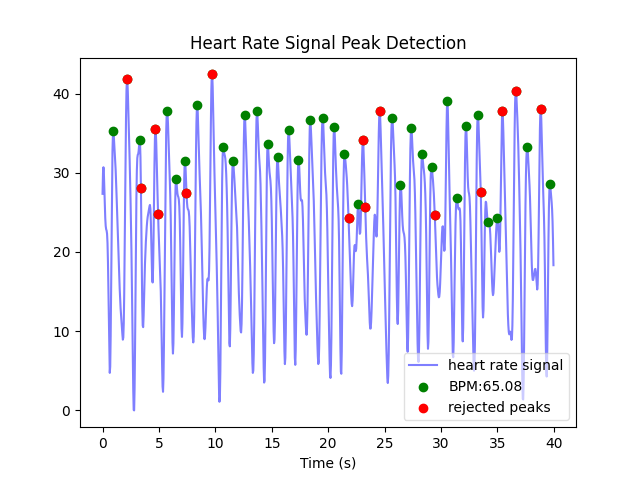 Heart Rate Signal Peak Detection
40
30
20
10
0
heart rate signal
BPM:65.08
rejected peaks
0 5 10 15 20 25 30 35 40
Time (s)